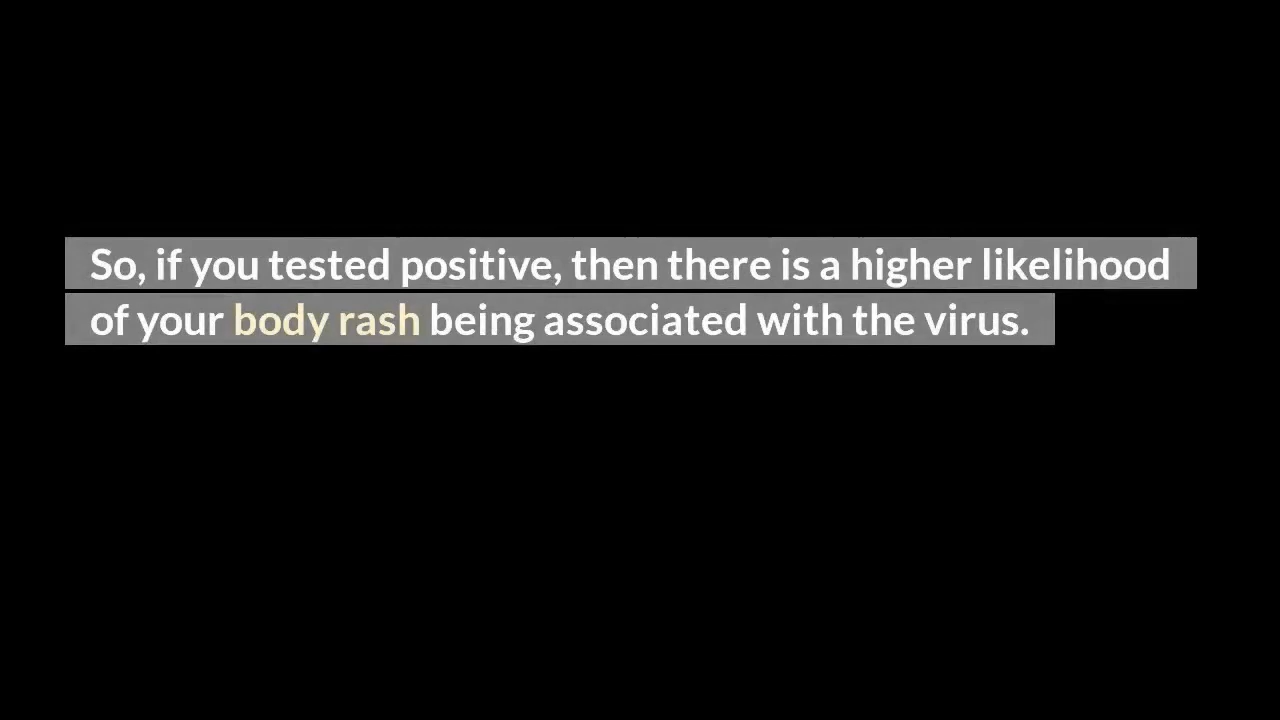 So, if you tested positive, then there is a higher likelihood
of your body rash being associated with the virus.